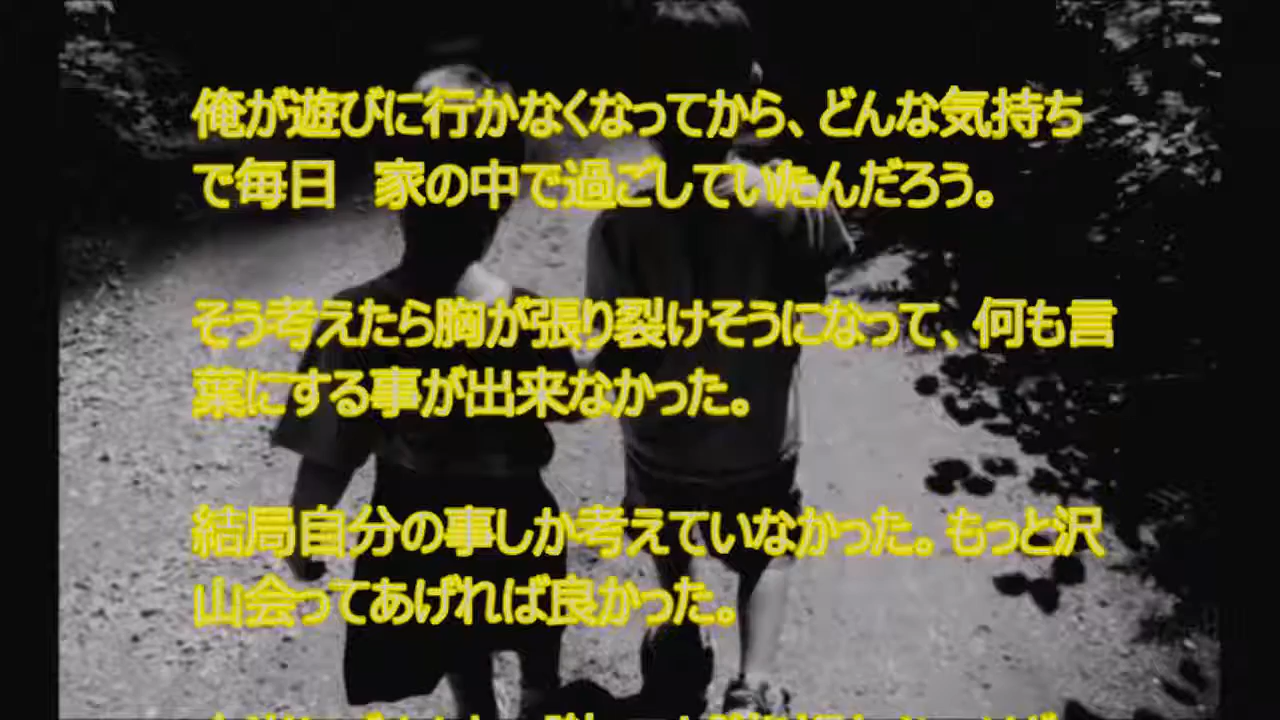 俺が遊びに行かなくなってから、どんな気持ち
で毎日　家の中で過ごしていたんだろう。
そう考えたら胸が張り裂けそうになって、何も言
葉にする事が出来なかった。
結局自分の事しか考えていなかった。もっと沢
山会ってあげれば良かった。